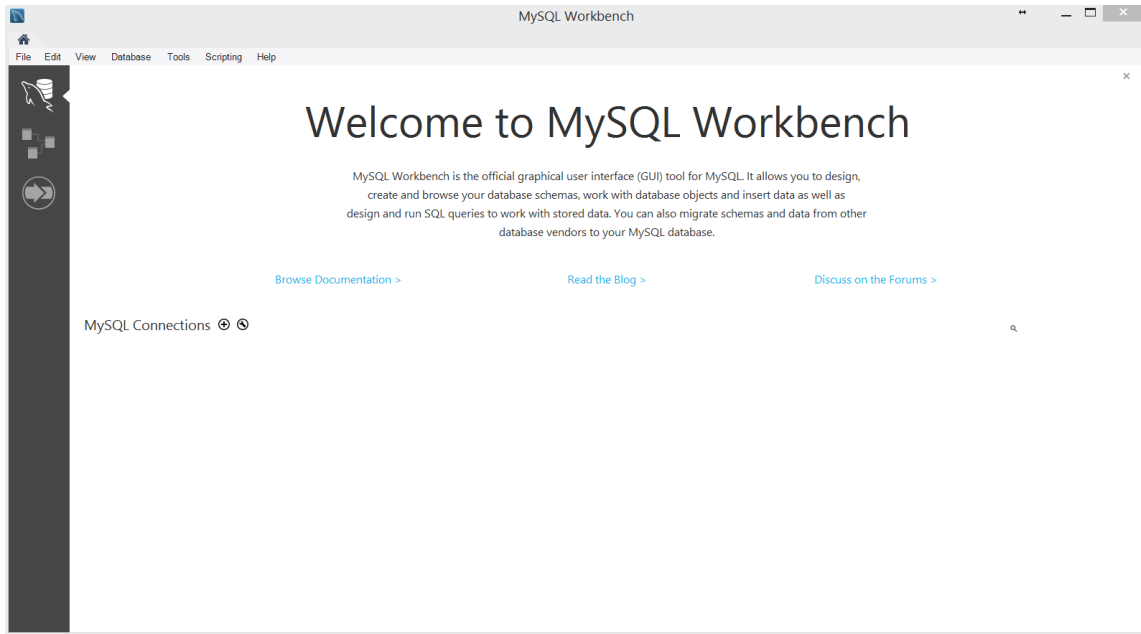 MySQL Workbench
File Edit View Database Tools Scripting Help
Welcome to MySQL Workbench
MySQL Workbench is the official graphical user interface (GUI) tool for MySQL. It allows you to design,
create and browse your database schemas, work with database objects and insert data as well as
design and run SQL queries to work with stored data. You can also migrate schemas and data from other
database vendors to your MySQL database.
Browse Documentation > Read the Blog > Discuss on the Forums >
MySQL Connections